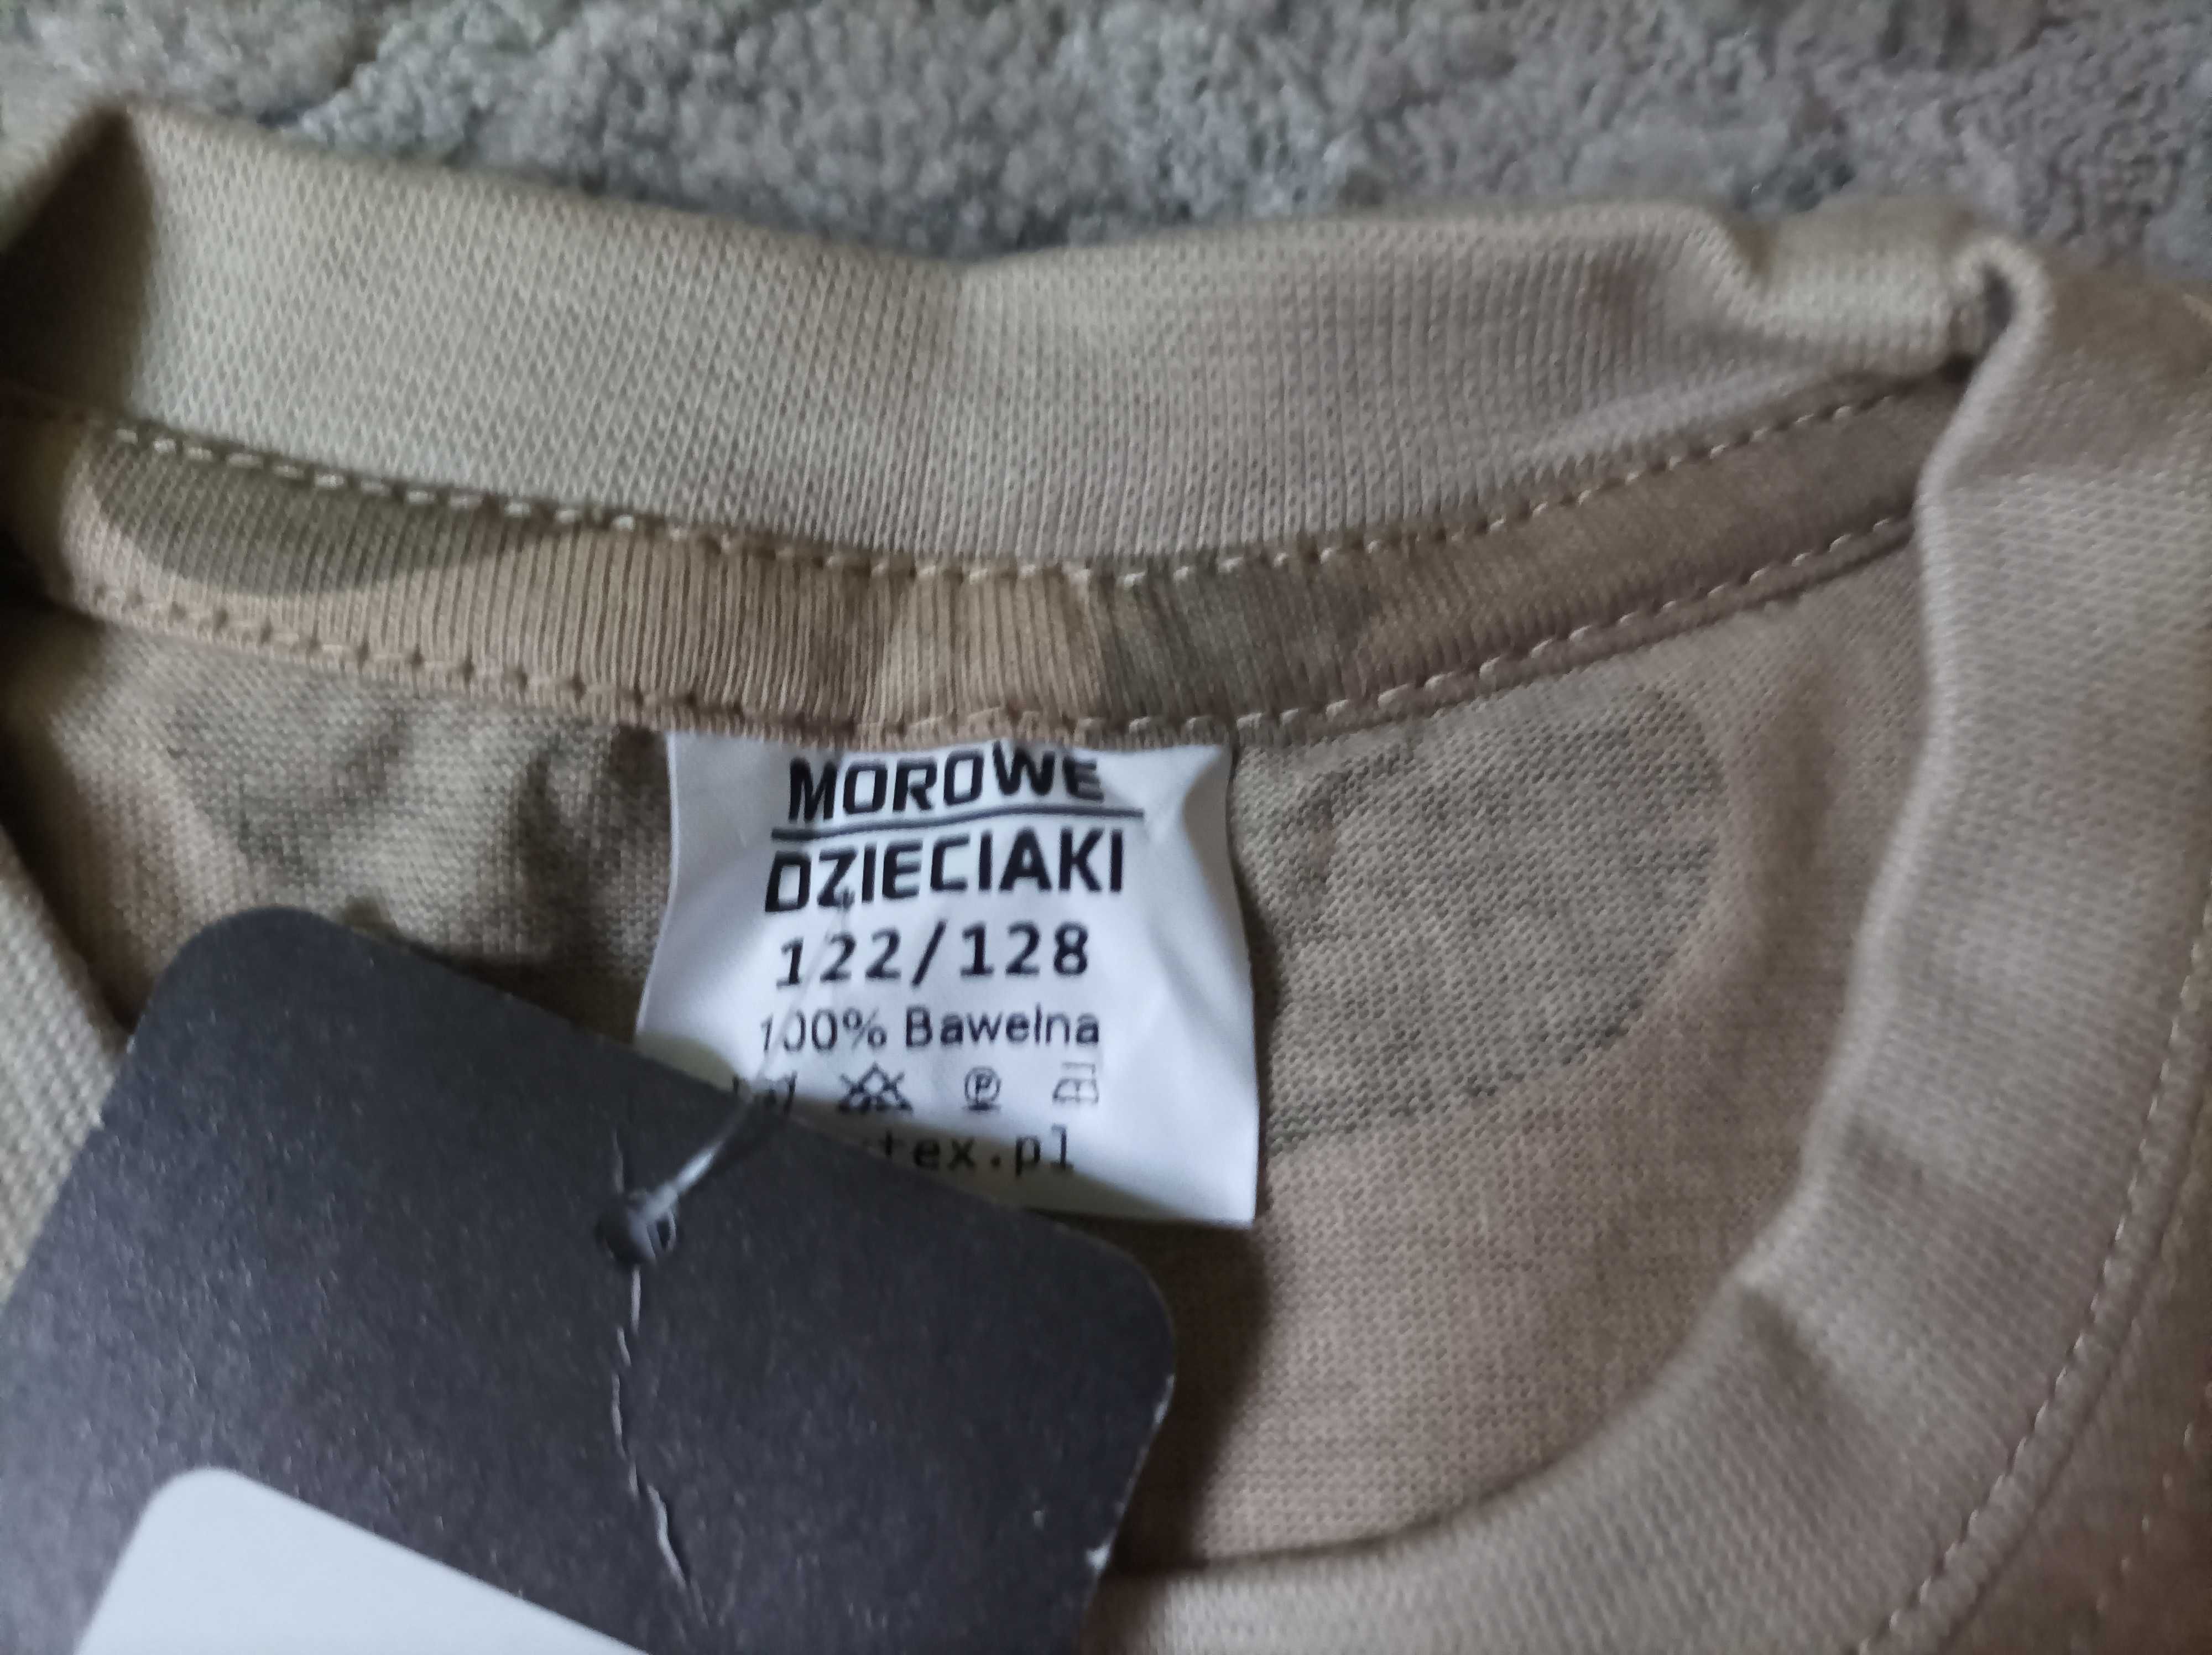 MOROWE
DZIECIAKI
122/128
100% Bawełna
tex.pl